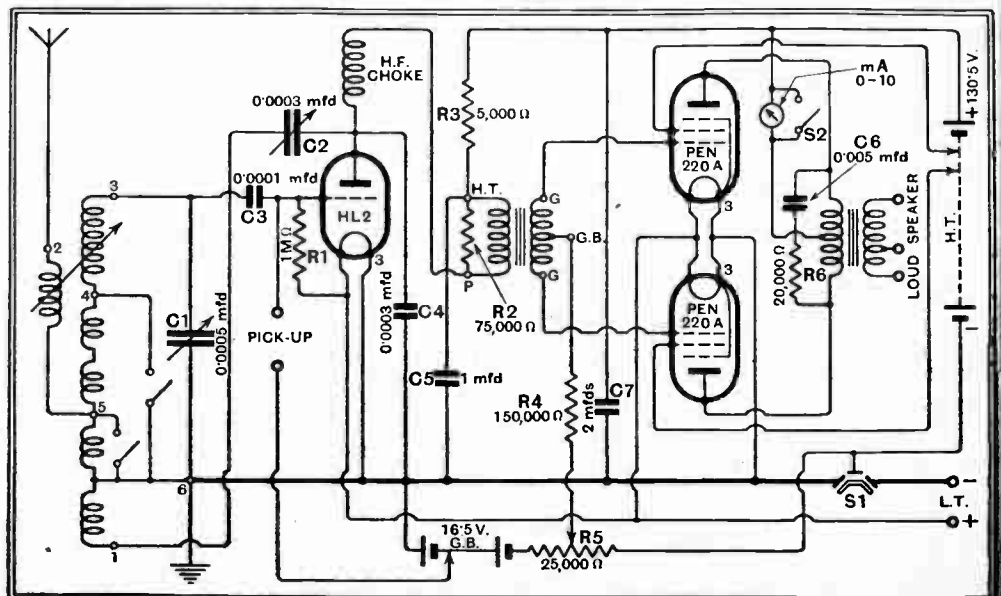 H.F.
CHOKE
0·0003 mfd
C2
0·0001 mfd
C3
HL2
3
1MΩ
R1
2
3
4
5
6
1
C1
0·0005 mfd
PICK-UP
C4
0·0003 mfd
C5
1 mfd
16·5 V.
G.B.
R5
25,000 Ω
R3
5,000 Ω
H.T.
P
R2
75,000 Ω
G
G.B.
G
R4
150,000 Ω
C7
2 mfds
PEN
220 A
3
3
PEN
220 A
mA
0-10
S2
C6
0·005 mfd
R6
20,000 Ω
LOUD SPEAKER
+130·5 V.
H.T.
−
S1
−
L.T.
+